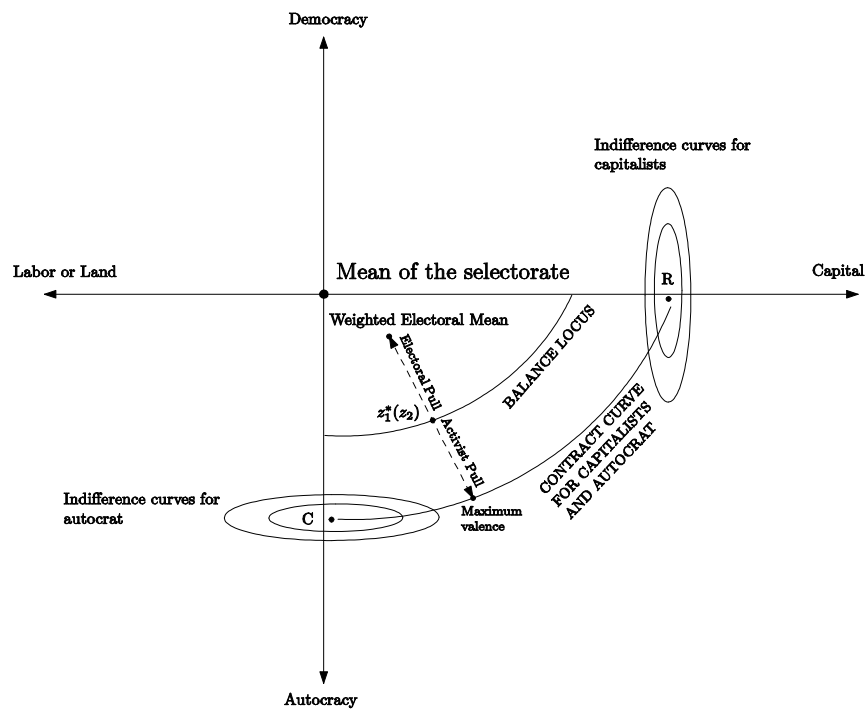 Democracy
Indifference curves for
capitalists
Labor or Land
Mean of the selectorate
R
Capital
Weighted Electoral Mean
Electoral Pull
BALANCE LOCUS
z₁*(z₂)
Activist Pull
CONTRACT CURVE
FOR CAPITALISTS
AND AUTOCRAT
Indifference curves for
autocrat
C
Maximum
valence
Autocracy